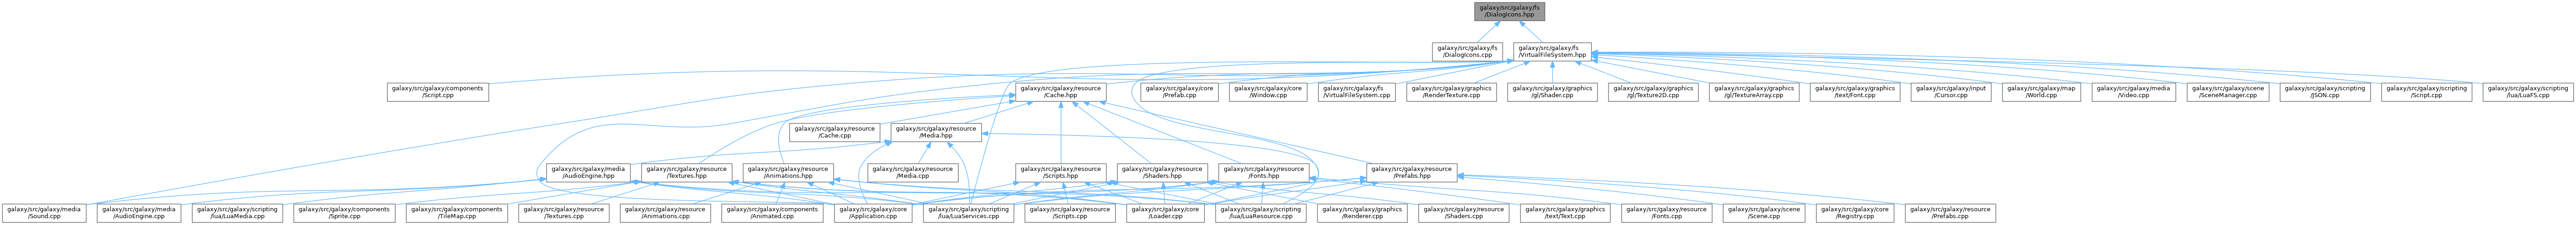 galaxy/src/galaxy/fs
/DialogIcons.hpp
galaxy/src/galaxy/fs
/DialogIcons.cpp
galaxy/src/galaxy/fs
/VirtualFileSystem.hpp
galaxy/src/galaxy/components
/Script.cpp
galaxy/src/galaxy/resource
/Cache.hpp
galaxy/src/galaxy/core
/Prefab.cpp
galaxy/src/galaxy/core
/Window.cpp
galaxy/src/galaxy/fs
/VirtualFileSystem.cpp
galaxy/src/galaxy/graphics
/RenderTexture.cpp
galaxy/src/galaxy/graphics
/gl/Shader.cpp
galaxy/src/galaxy/graphics
/gl/Texture2D.cpp
galaxy/src/galaxy/graphics
/gl/TextureArray.cpp
galaxy/src/galaxy/graphics
/text/Font.cpp
galaxy/src/galaxy/input
/Cursor.cpp
galaxy/src/galaxy/map
/World.cpp
galaxy/src/galaxy/media
/Video.cpp
galaxy/src/galaxy/scene
/SceneManager.cpp
galaxy/src/galaxy/scripting
/JSON.cpp
galaxy/src/galaxy/scripting
/Script.cpp
galaxy/src/galaxy/scripting
/lua/LuaFS.cpp
galaxy/src/galaxy/resource
/Cache.cpp
galaxy/src/galaxy/resource
/Media.hpp
galaxy/src/galaxy/media
/AudioEngine.hpp
galaxy/src/galaxy/resource
/Textures.hpp
galaxy/src/galaxy/resource
/Animations.hpp
galaxy/src/galaxy/resource
/Media.cpp
galaxy/src/galaxy/resource
/Scripts.hpp
galaxy/src/galaxy/resource
/Shaders.hpp
galaxy/src/galaxy/resource
/Fonts.hpp
galaxy/src/galaxy/resource
/Prefabs.hpp
galaxy/src/galaxy/media
/Sound.cpp
galaxy/src/galaxy/media
/AudioEngine.cpp
galaxy/src/galaxy/scripting
/lua/LuaMedia.cpp
galaxy/src/galaxy/components
/Sprite.cpp
galaxy/src/galaxy/components
/TileMap.cpp
galaxy/src/galaxy/resource
/Textures.cpp
galaxy/src/galaxy/resource
/Animations.cpp
galaxy/src/galaxy/components
/Animated.cpp
galaxy/src/galaxy/core
/Application.cpp
galaxy/src/galaxy/scripting
/lua/LuaServices.cpp
galaxy/src/galaxy/resource
/Scripts.cpp
galaxy/src/galaxy/core
/Loader.cpp
galaxy/src/galaxy/scripting
/lua/LuaResource.cpp
galaxy/src/galaxy/graphics
/Renderer.cpp
galaxy/src/galaxy/resource
/Shaders.cpp
galaxy/src/galaxy/graphics
/text/Text.cpp
galaxy/src/galaxy/resource
/Fonts.cpp
galaxy/src/galaxy/scene
/Scene.cpp
galaxy/src/galaxy/core
/Registry.cpp
galaxy/src/galaxy/resource
/Prefabs.cpp